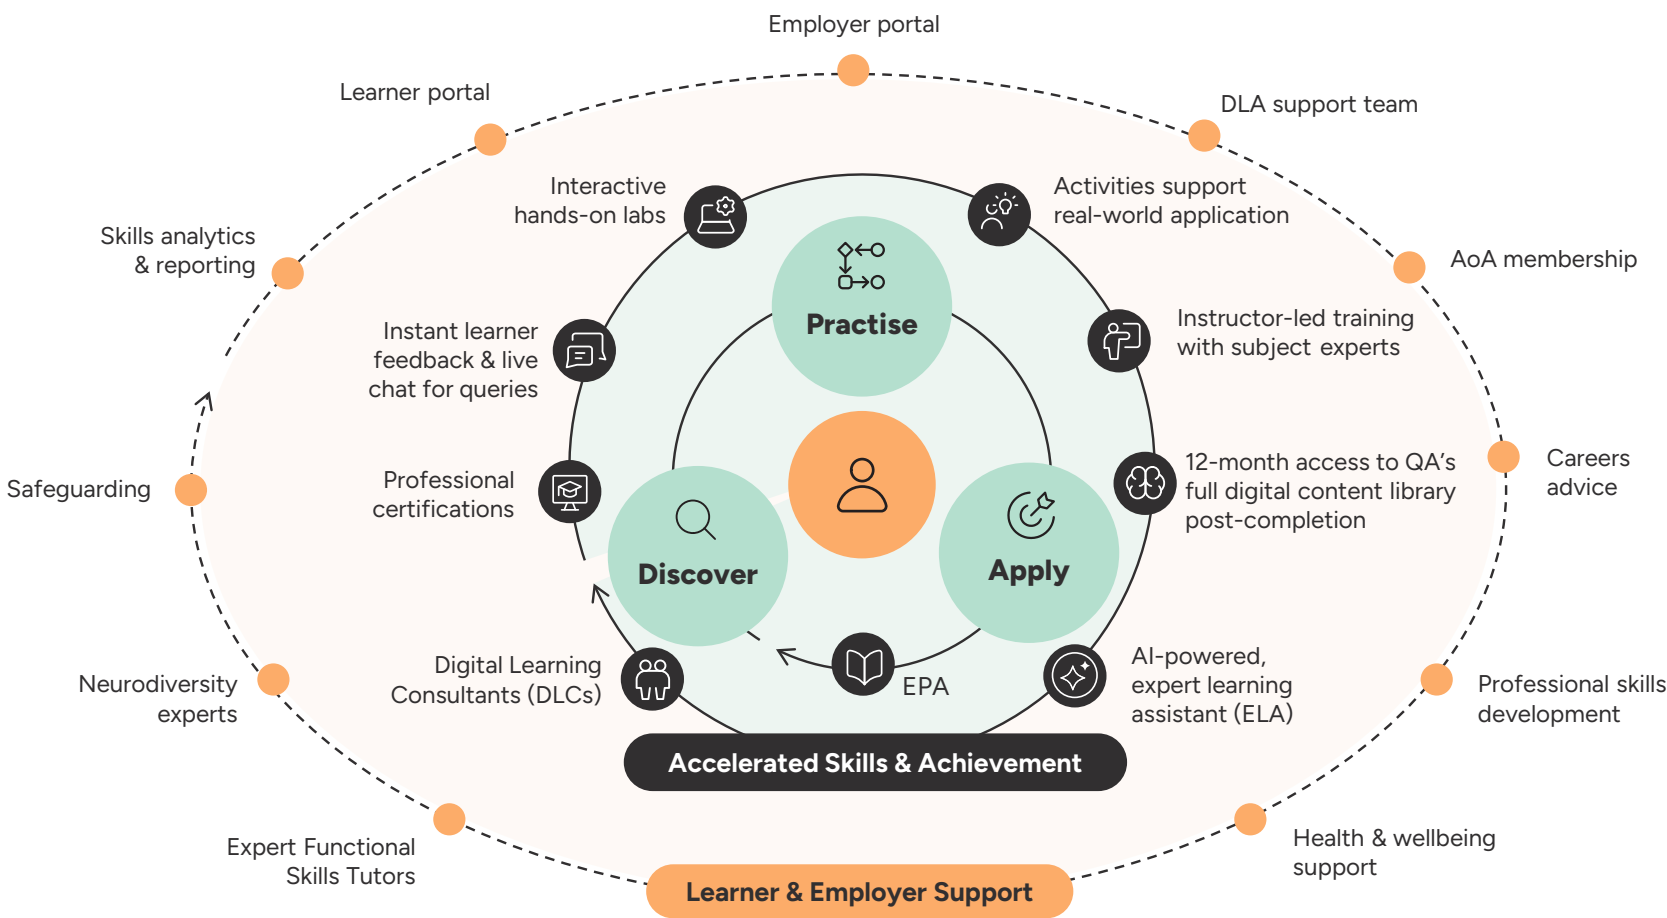 Employer portal
Learner portal
DLA support team
Interactive
hands-on labs
Activities support
real-world application
Skills analytics
& reporting
AoA membership
Practise
Instant learner
feedback & live
chat for queries
Instructor-led training
with subject experts
Safeguarding
Professional
certifications
12-month access to QA's
full digital content library
post-completion
Careers
advice
Discover
Apply
Neurodiversity
experts
Digital Learning
Consultants (DLCs)
EPA
AI-powered,
expert learning
assistant (ELA)
Professional skills
development
Accelerated Skills & Achievement
Expert Functional
Skills Tutors
Health & wellbeing
support
Learner & Employer Support